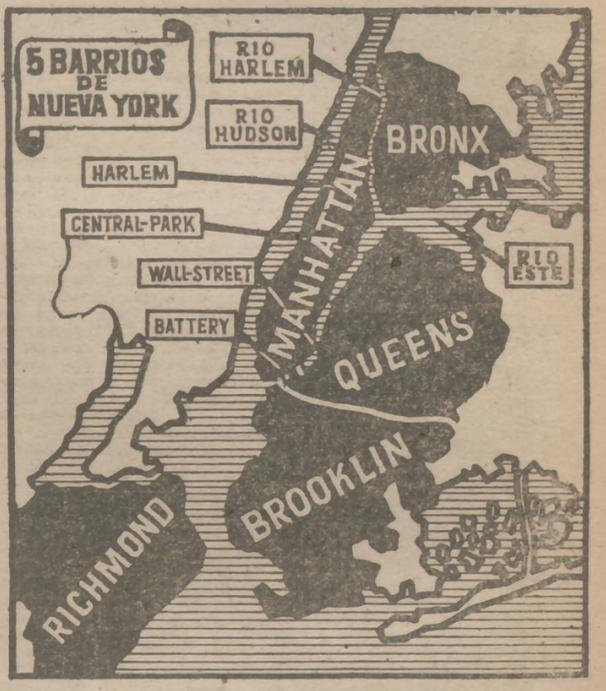 5 BARRIOS
DE
NUEVA YORK
RIO
HARLEM
RIO
HUDSON
BRONX
HARLEM
CENTRAL-PARK
MANHATTAN
RIO
ESTE
WALL-STREET
BATTERY
QUEENS
BROOKLIN
RICHMOND